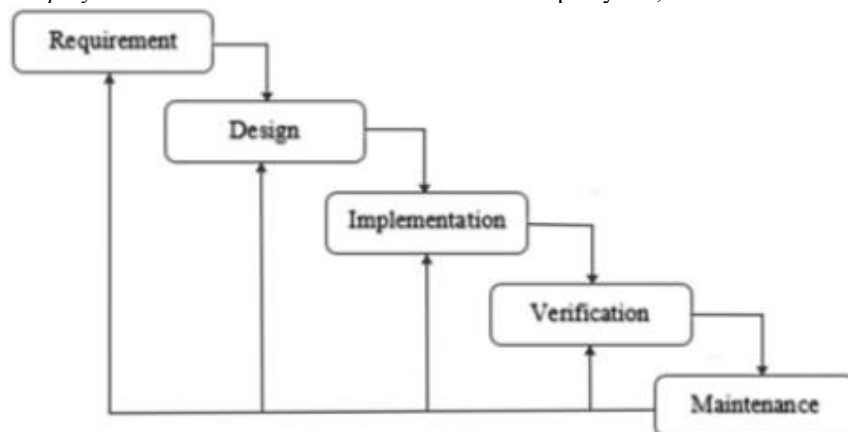 Requirement
Design
Implementation
Verification
Maintenance